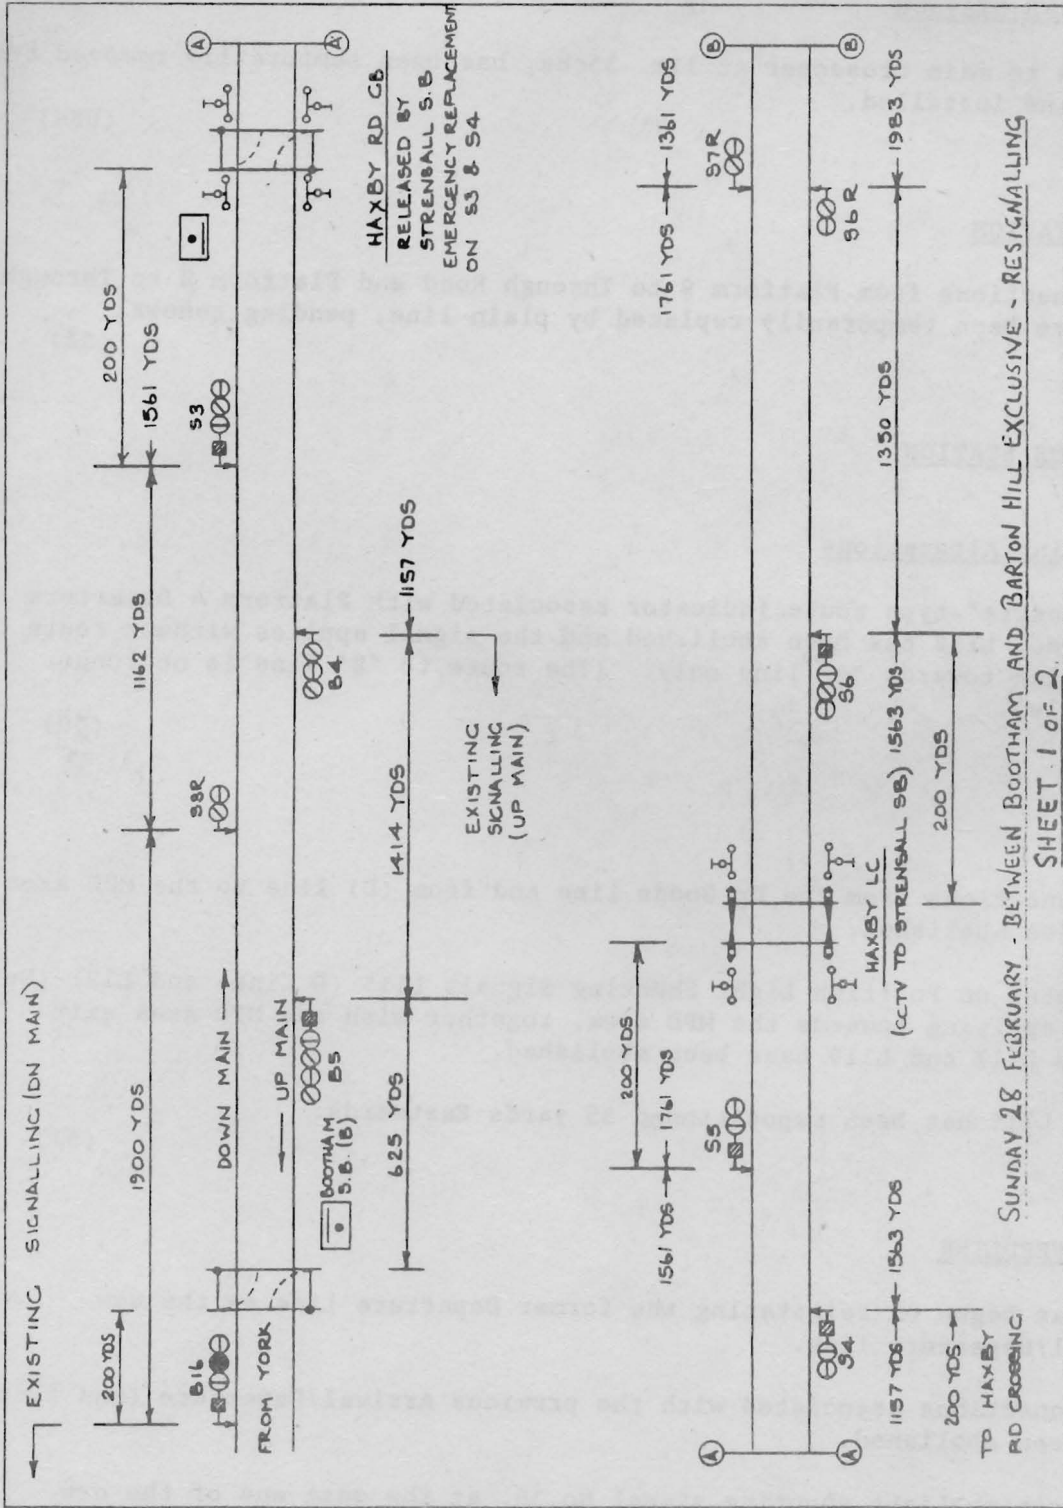 EXISTING SIGNALLING (DN MAIN)
200 YDS
1900 YDS
1162 YDS
1561 YDS
200 YDS
B16
S8R
S3
A
FROM YORK
DOWN MAIN
UP MAIN
A
BOOTHAM
S.B. (B)
B5
B4
625 YDS
1414 YDS
1157 YDS
EXISTING
SIGNALLING
(UP MAIN)
HAXBY RD GB
RELEASED BY
STRENSALL S.B
EMERGENCY REPLACEMENT
ON S3 & S4
1561 YDS
1761 YDS
200 YDS
1761 YDS
1361 YDS
S5
S7R
A
B
A
B
S4
HAXBY LC
(CCTV TO STRENSALL SB)
S6
S6R
1157 YDS
1563 YDS
1563 YDS
1350 YDS
1983 YDS
200 YDS
200 YDS
TO HAXBY
RD CROSSING
SUNDAY 28 FEBRUARY - BETWEEN BOOTHAM AND BARTON HILL EXCLUSIVE RESIGNALLING
SHEET 1 OF 2.